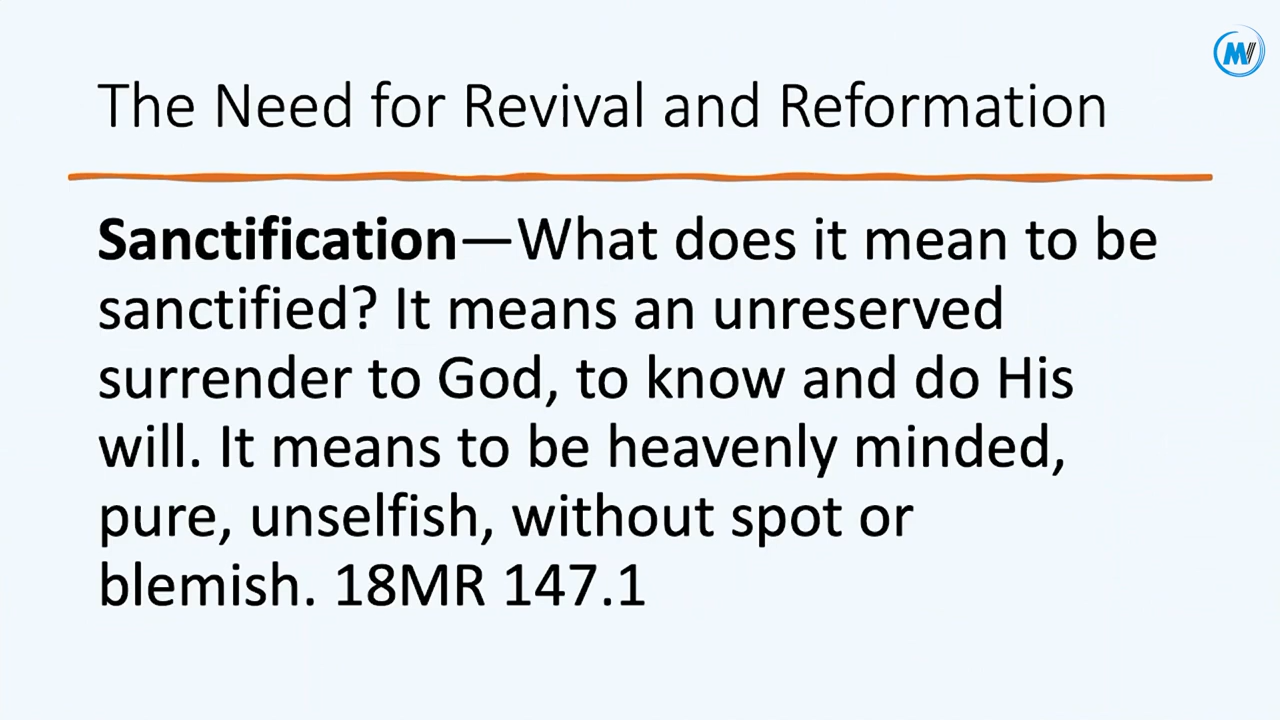 MV
The Need for Revival and Reformation
Sanctification—What does it mean to be
sanctified? It means an unreserved
surrender to God, to know and do His
will. It means to be heavenly minded,
pure, unselfish, without spot or
blemish. 18MR 147.1